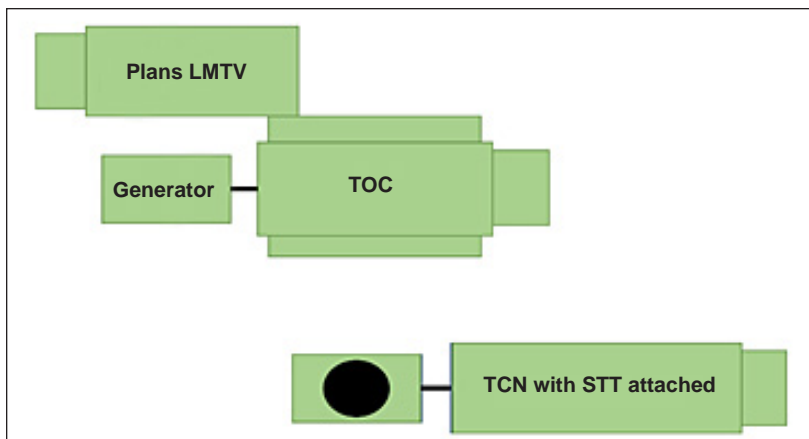 Plans LMTV
Generator
TOC
TCN with STT attached